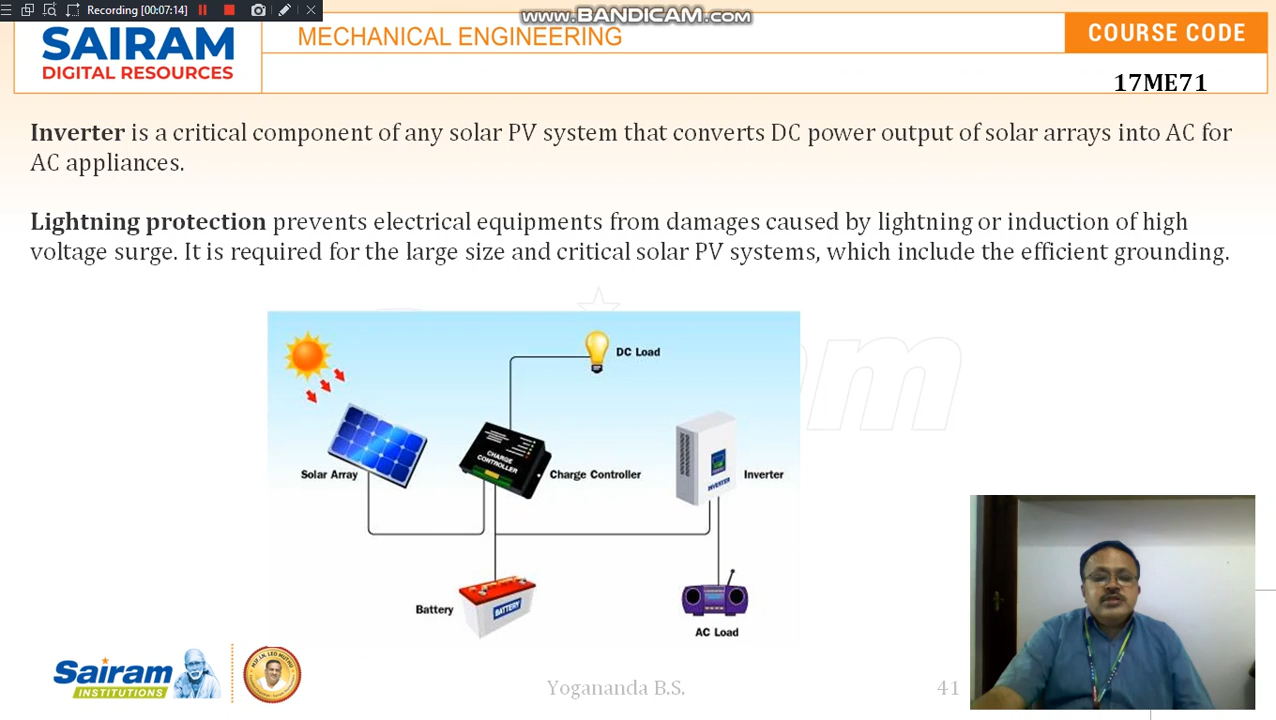 Recording [00:07:14]
www.BANDICAM.com
SAIRAM
DIGITAL RESOURCES
MECHANICAL ENGINEERING
COURSE CODE
17ME71
Inverter is a critical component of any solar PV system that converts DC power output of solar arrays into AC for
AC appliances.
Lightning protection prevents electrical equipments from damages caused by lightning or induction of high
voltage surge. It is required for the large size and critical solar PV systems, which include the efficient grounding.
DC Load
Solar Array
CHARGE
CONTROLLER
Charge Controller
INVERTER
Inverter
Battery
BATTERY
AC Load
Sairam
INSTITUTIONS
Yogananda B.S.
41